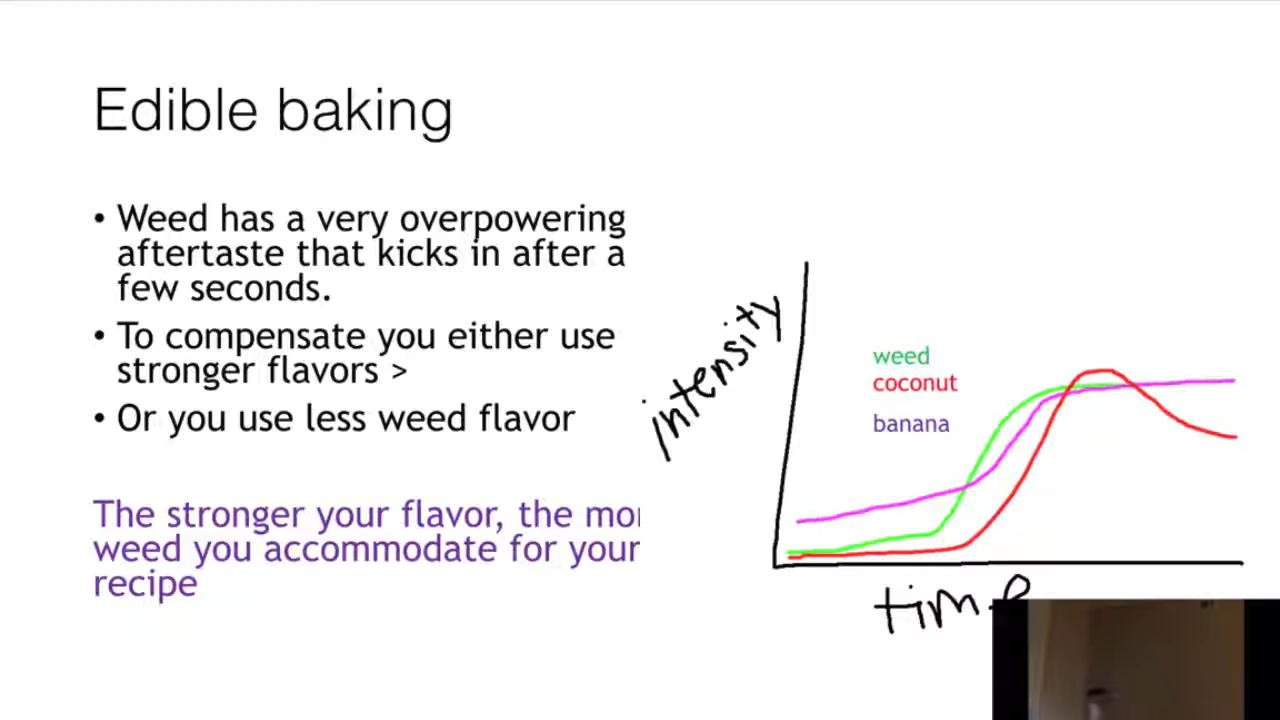 Edible baking
• Weed has a very overpowering
aftertaste that kicks in after a
few seconds.
• To compensate you either use
stronger flavors >
• Or you use less weed flavor
The stronger your flavor, the mor
weed you accommodate for your
recipe
intensity
weed
coconut
banana
time